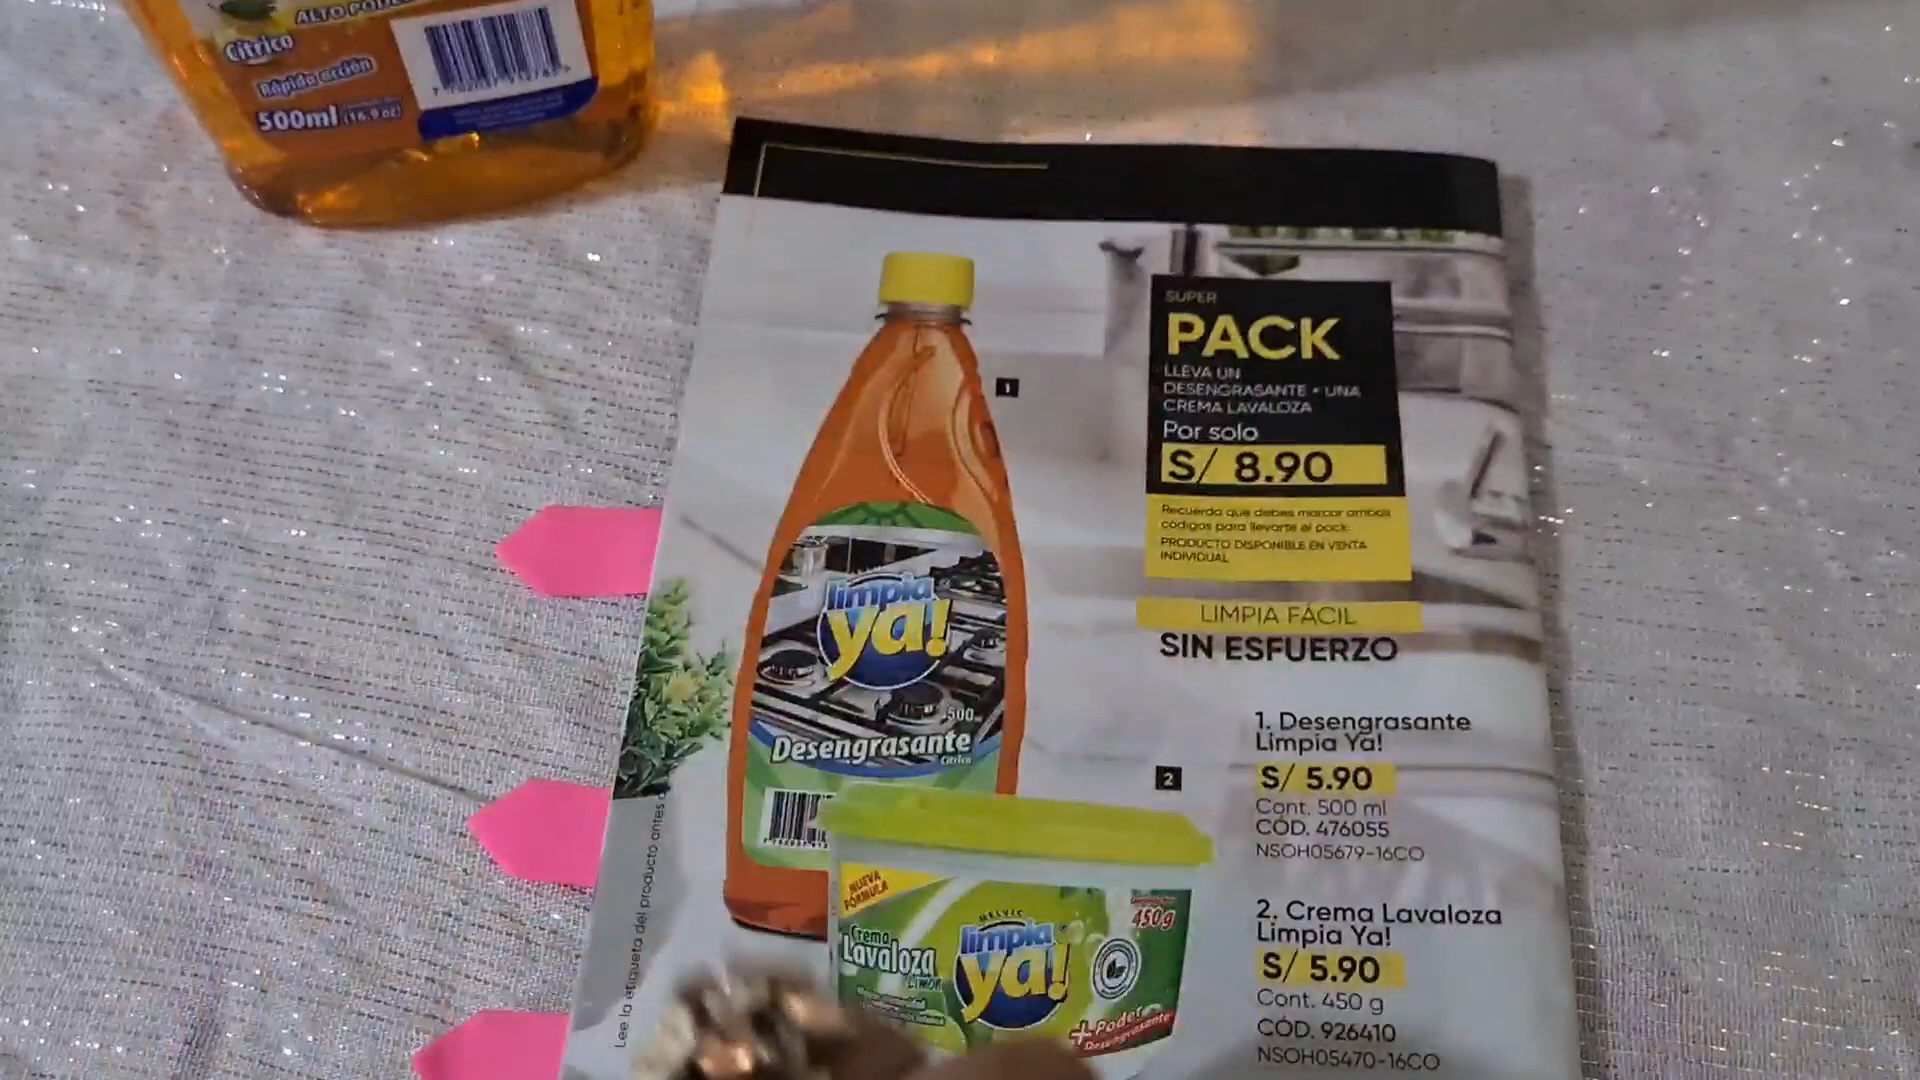 Cítrico
Rápida acción
500ml (16.9 oz)
SUPER
PACK
LLEVA UN
DESENGRASANTE + UNA
CREMA LAVALOZA
Por solo
S/ 8.90
Recuerda que debes marcar ambos
códigos para llevarte el pack.
PRODUCTO DISPONIBLE EN VENTA
INDIVIDUAL
LIMPIA FÁCIL
SIN ESFUERZO
1
limpia
ya!
500
Desengrasante
Cítrico
1. Desengrasante
Limpia Ya!
S/ 5.90
Cont. 500 ml
CÓD. 476055
NSOH05679-16CO
2
NUEVA
FÓRMULA
MELVIC
limpia
ya!
450g
Crema
Lavaloza
LIMÓN
+Poder
Desengrasante
2. Crema Lavaloza
Limpia Ya!
S/ 5.90
Cont. 450 g
CÓD. 926410
NSOH05470-16CO
Lee la etiqueta del producto antes